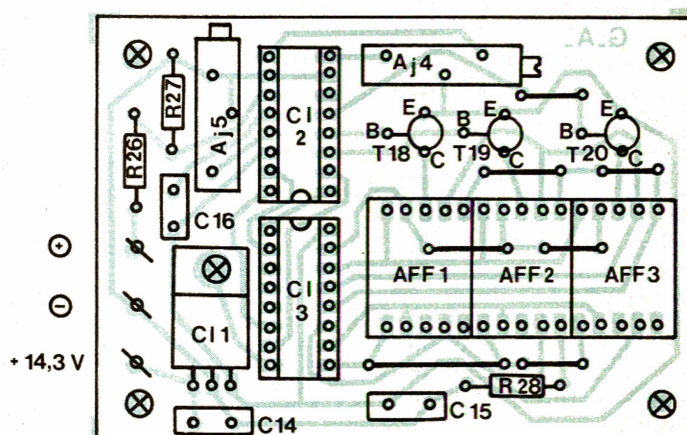 G_A_
Aj4
R27
Aj5
CI 2
E
B
T18
C
E
B
T19
C
E
B
T20
C
R26
C16
+
AFF1
AFF2
AFF3
CI 3
−
CI1
+ 14,3 V
R28
C15
C14